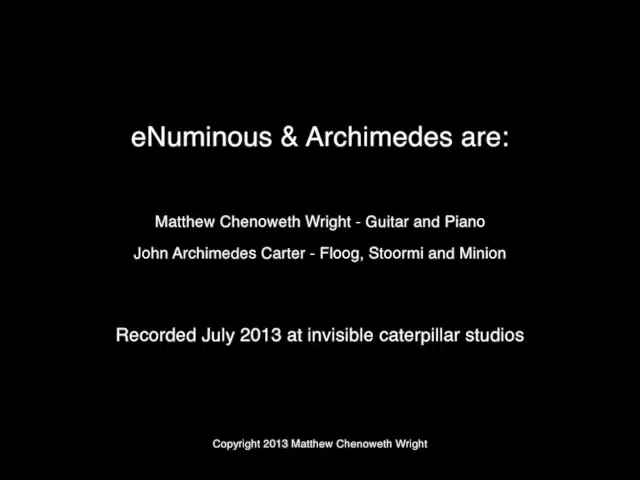 eNuminous & Archimedes are:
Matthew Chenoweth Wright - Guitar and Piano
John Archimedes Carter - Floog, Stoormi and Minion
Recorded July 2013 at invisible caterpillar studios
Copyright 2013 Matthew Chenoweth Wright